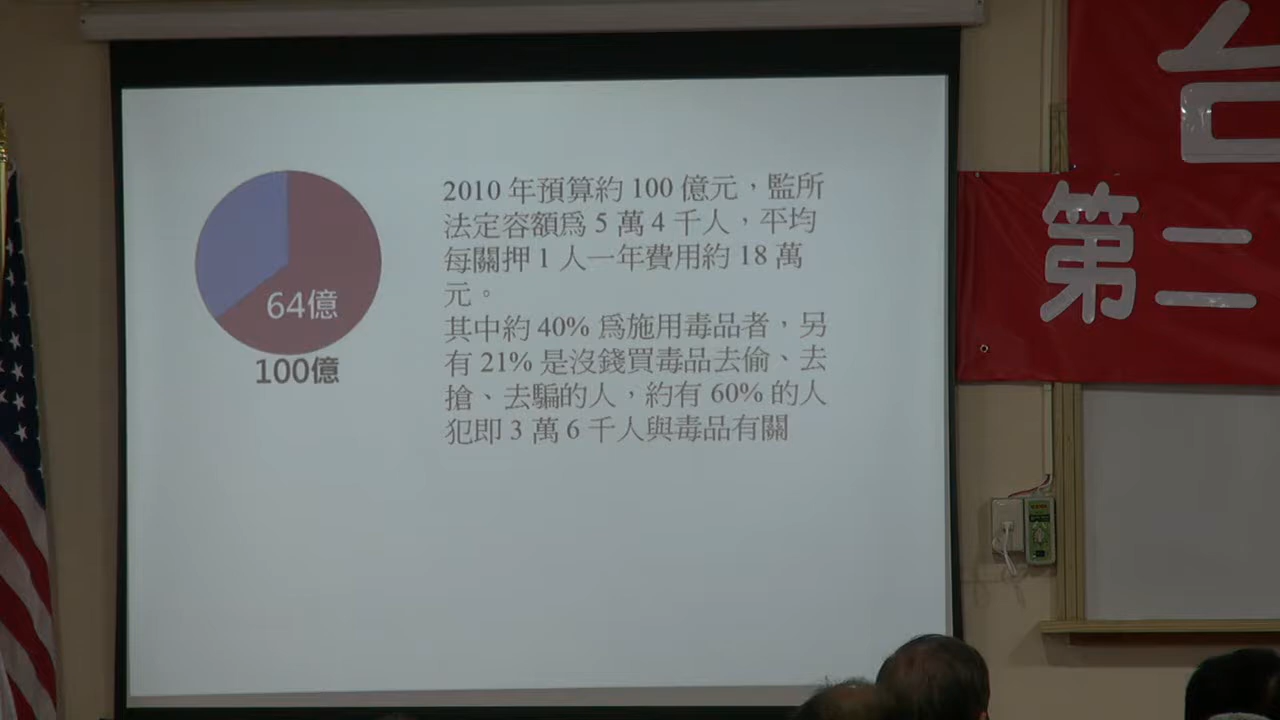 2010 年預算約 100 億元，監所
法定容額為 5 萬 4 千人，平均
每關押 1 人一年費用約 18 萬
元。
其中約 40% 為施用毒品者，另
有 21% 是沒錢買毒品去偷、去
搶、去騙的人，約有 60% 的人
犯即 3 萬 6 千人與毒品有關
64億
100億
台
第二